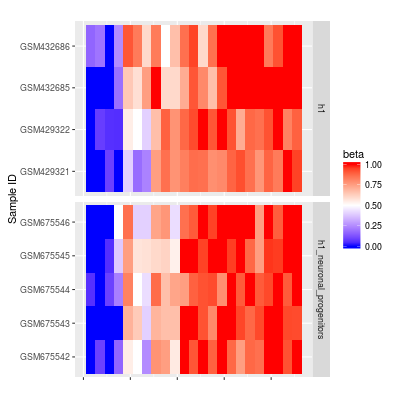 GSM432686
GSM432685
GSM429322
GSM429321
h1
GSM675546
GSM675545
GSM675544
GSM675543
GSM675542
h1_neuronal_progenitors
Sample ID
beta
1.00
0.75
0.50
0.25
0.00